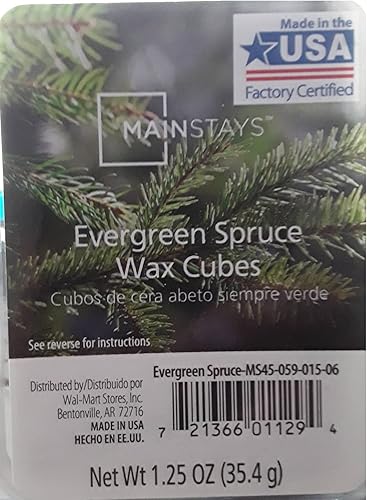 Made in the
USA
Factory Certified
MAINSTAYS™
Evergreen Spruce
Wax Cubes
Cubos de cera abeto siempre verde
See reverse for instructions
Evergreen Spruce-MS45-059-015-06
Distributed by/Distribuido por
Wal-Mart Stores, Inc.
Bentonville, AR 72716
MADE IN USA
HECHO EN EE.UU.
7 21366 01129 4
Net Wt 1.25 OZ (35.4 g)